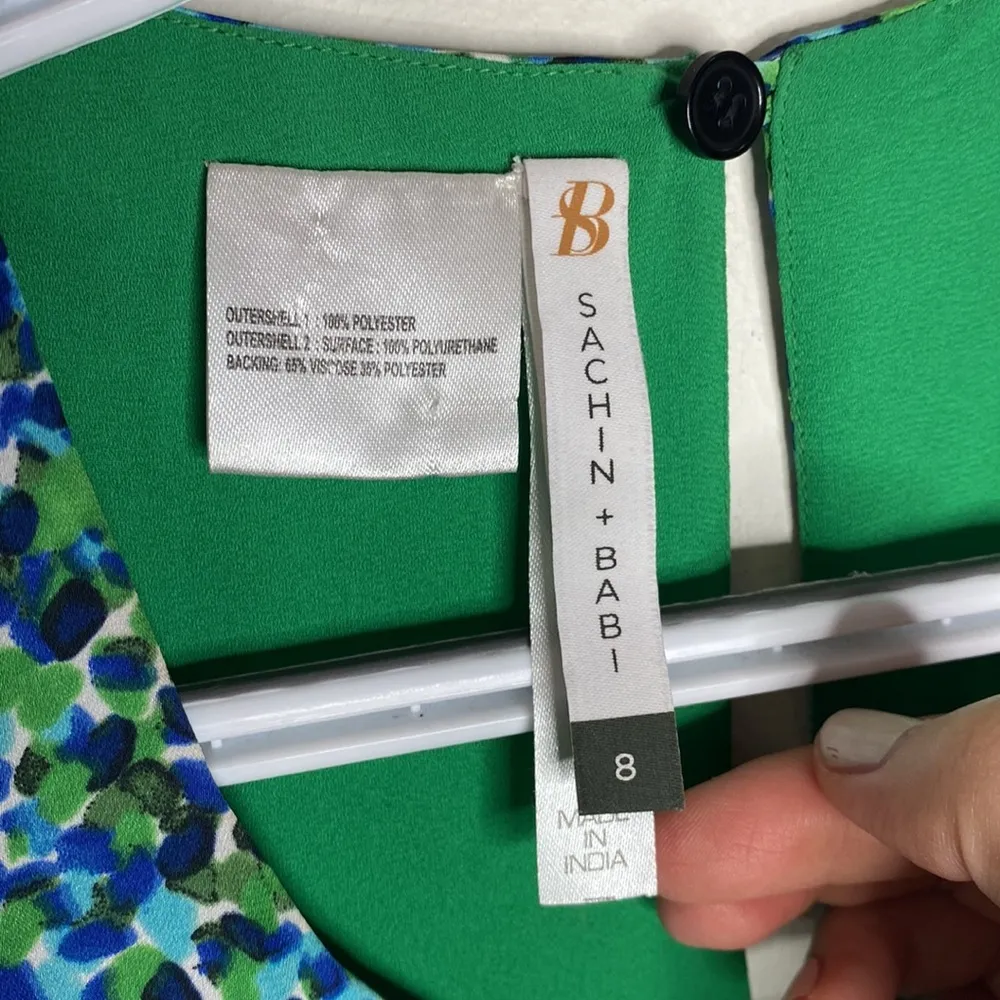 OUTERSHELL 1 : 100% POLYESTER
OUTERSHELL 2 : SURFACE : 100% POLYURETHANE
BACKING: 65% VISCOSE 35% POLYESTER
SB
SACHIN + BABI
8
MADE
IN
INDIA